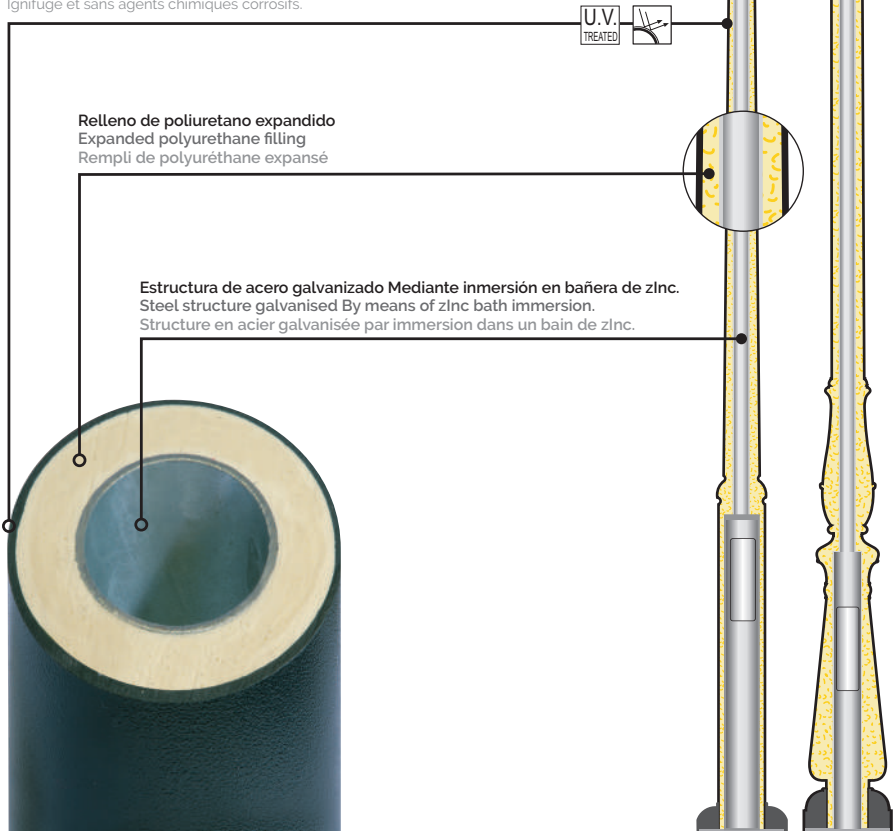 Ignifuge et sans agents chimiques corrosifs.
U.V.
TREATED
Relleno de poliuretano expandido
Expanded polyurethane filling
Rempli de polyuréthane expansé
Estructura de acero galvanizado Mediante inmersión en bañera de zInc.
Steel structure galvanised By means of zInc bath immersion.
Structure en acier galvanisée par immersion dans un bain de zInc.